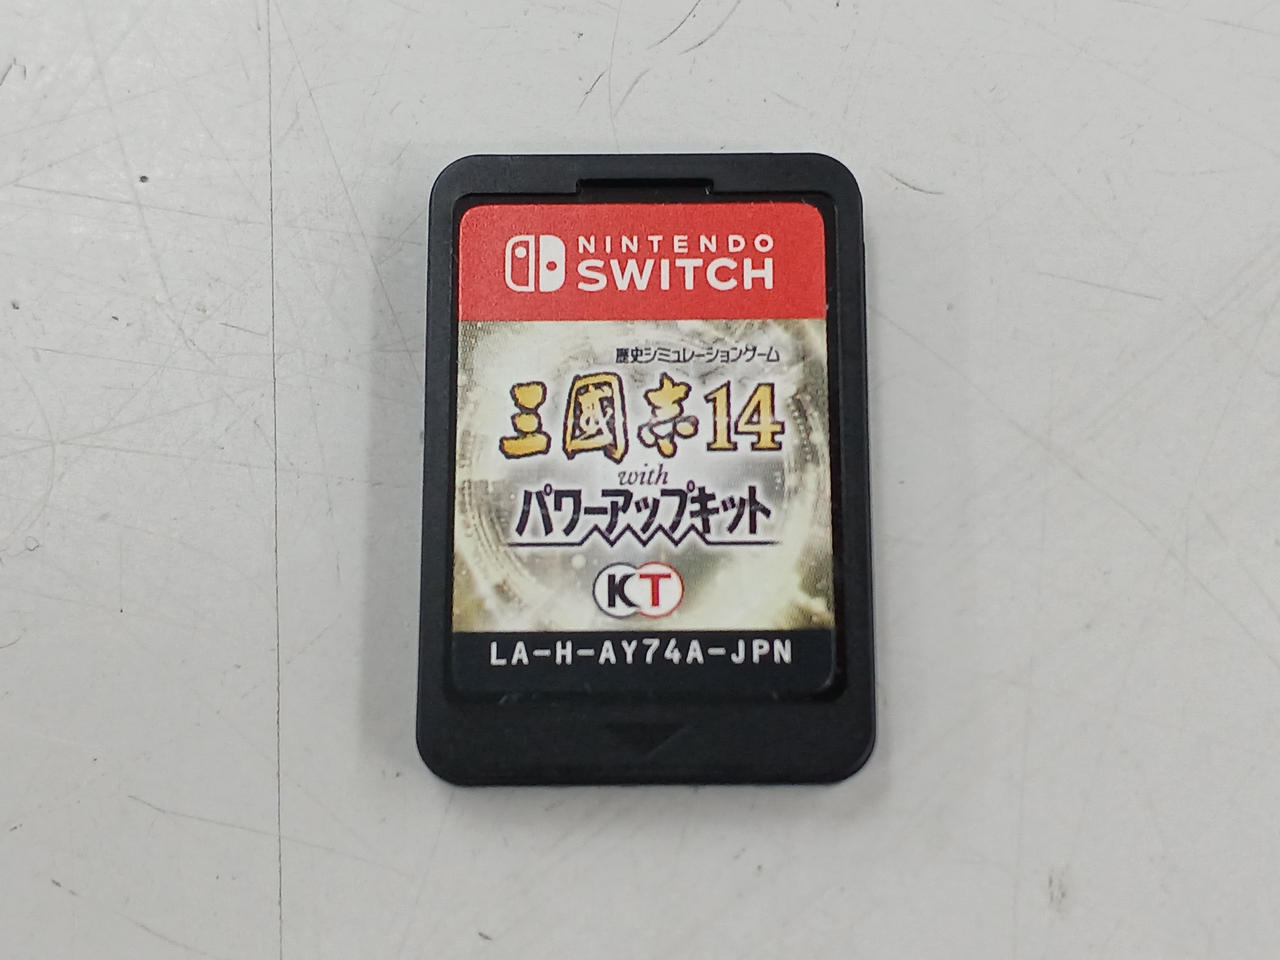 NINTENDO
SWITCH
歴史シミュレーションゲーム
三國志14
with
パワーアップキット
KT
LA-H-AY74A-JPN